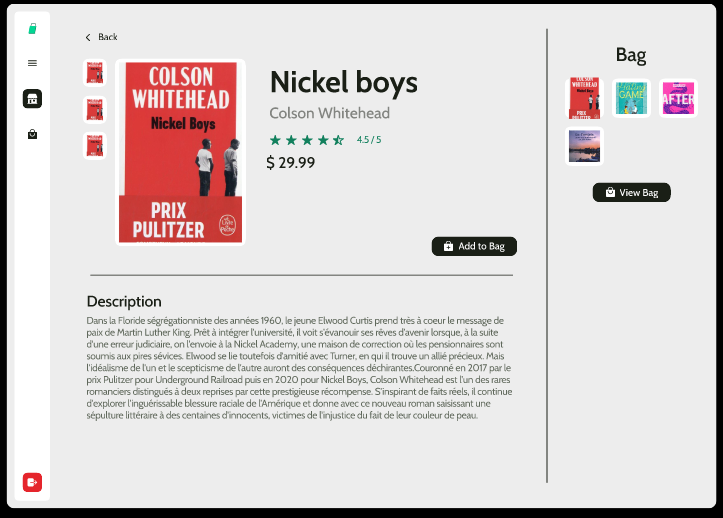 Back
COLSON
WHITEHEAD
Nickel Boys
PRIX
PULITZER
Nickel boys
Colson Whitehead
4.5 / 5
$ 29.99
Add to Bag
Description
Dans la Floride ségrégationniste des années 1960, le jeune Elwood Curtis prend très à coeur le message de
paix de Martin Luther King. Prêt à intégrer l'université, il voit s'évanouir ses rêves d'avenir lorsque, à la suite
d'une erreur judiciaire, on l'envoie à la Nickel Academy, une maison de correction où les pensionnaires sont
soumis aux pires sévices. Elwood se lie toutefois d'amitié avec Turner, en qui il trouve un allié précieux. Mais
l'idéalisme de l'un et le scepticisme de l'autre auront des conséquences déchirantes.Couronné en 2017 par le
prix Pulitzer pour Underground Railroad puis en 2020 pour Nickel Boys, Colson Whitehead est l'un des rares
romanciers distingués à deux reprises par cette prestigieuse récompense. S'inspirant de faits réels, il continue
d'explorer l'inguérissable blessure raciale de l'Amérique et donne avec ce nouveau roman saisissant une
sépulture littéraire à des centaines d'innocents, victimes de l'injustice du fait de leur couleur de peau.
Bag
COLSON
WHITEHEAD
PRIX
PULITZER
GAME
AFTER
View Bag